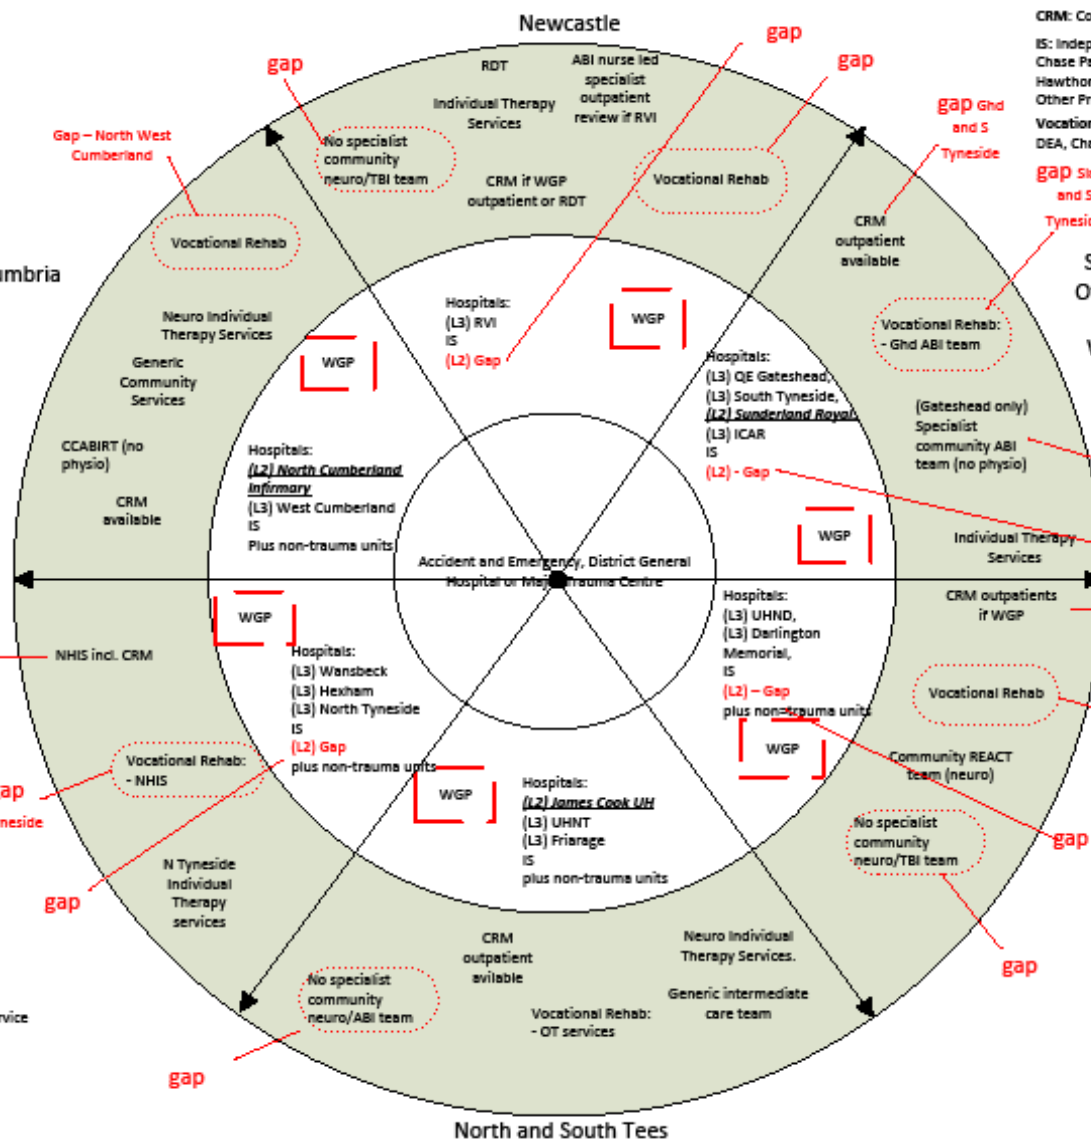 Newcastle
CRM: Co
IS: Indep
Chase Pa
Hawthor
Other Pr
Vocation
DEA, Cha
gap
gap
gap
gap Ghd
and S
Tyneside
gap
and S
Tyneside
Gap – North West
Cumberland
RDT
ABI nurse led
specialist
outpatient
review if RVI
Individual Therapy
Services
No specialist
community
neuro/TBI team
CRM if WGP
outpatient or RDT
Vocational Rehab
Vocational Rehab
CRM
outpatient
available
umbria
S
O
Neuro Individual
Therapy Services
Generic
Community
Services
CCABIRT (no
physio)
CRM
available
Hospitals:
(L3) RVI
IS
(L2) Gap
WGP
WGP
Hospitals:
(L3) QE Gateshead,
(L3) South Tyneside,
(L2) Sunderland Royal,
(L3) ICAR
IS
(L2) - Gap
Vocational Rehab:
- Ghd ABI team
(Gateshead only)
Specialist
community ABI
team (no physio)
Individual Therapy
Services
Hospitals:
(L2) North Cumberland
Infirmary
(L3) West Cumberland
IS
Plus non-trauma units
WGP
Accident and Emergency, District General
Hospital or Major Trauma Centre
WGP
Hospitals:
(L3) Wansbeck
(L3) Hexham
(L3) North Tyneside
IS
(L2) Gap
plus non-trauma units
Hospitals:
(L3) UHND,
(L3) Darlington
Memorial,
IS
(L2) – Gap
plus non-trauma units
CRM outpatients
if WGP
NHIS incl. CRM
Vocational Rehab
Vocational Rehab:
- NHIS
ap
neside
WGP
WGP
Community REACT
team (neuro)
Hospitals:
(L2) James Cook UH
(L3) UHNT
(L3) Friarage
IS
plus non-trauma units
No specialist
community
neuro/TBI team
gap
gap
N Tyneside
Individual
Therapy
services
gap
CRM
outpatient
avilable
Neuro Individual
Therapy Services.
No specialist
community
neuro/ABI team
Generic intermediate
care team
Vocational Rehab:
- OT services
rvice
gap
North and South Tees